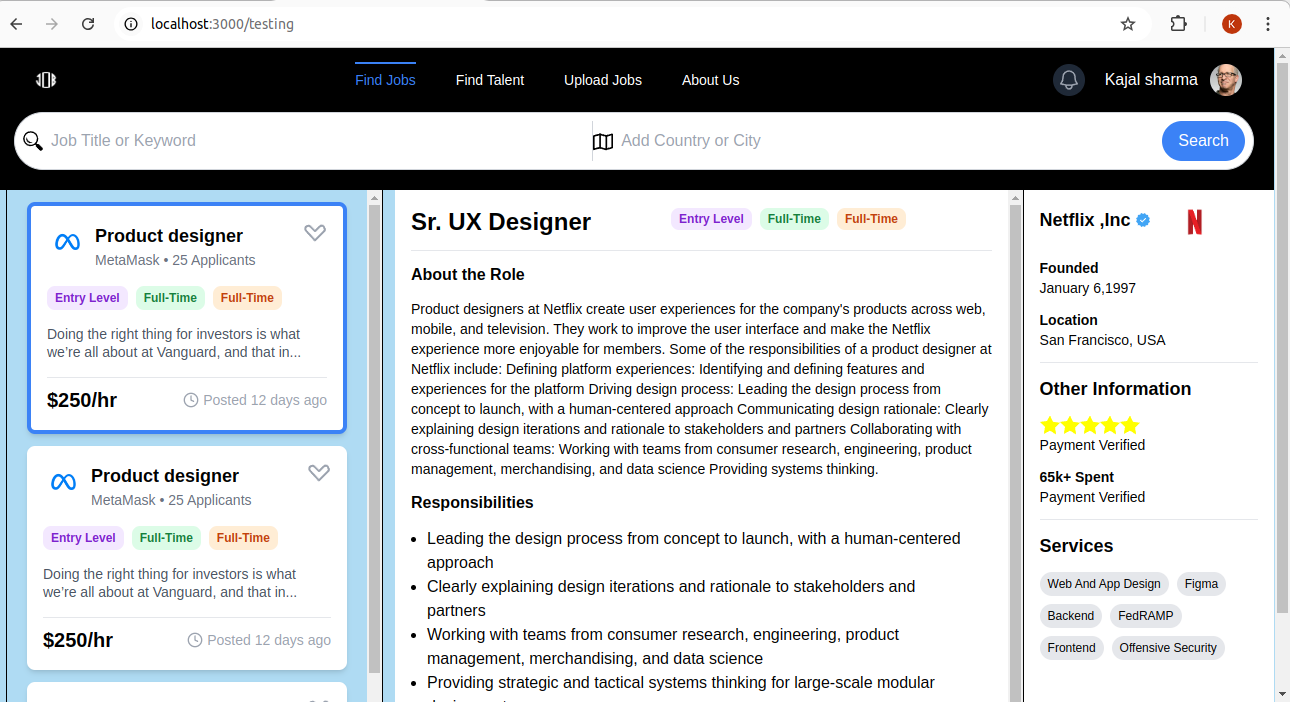 localhost:3000/testing
K
JOB
Find Jobs
Find Talent
Upload Jobs
About Us
Kajal sharma
Job Title or Keyword
Add Country or City
Search
Product designer
MetaMask • 25 Applicants
Entry Level
Full-Time
Full-Time
Doing the right thing for investors is what
we’re all about at Vanguard, and that in...
$250/hr
Posted 12 days ago
Product designer
MetaMask • 25 Applicants
Entry Level
Full-Time
Full-Time
Doing the right thing for investors is what
we’re all about at Vanguard, and that in...
$250/hr
Posted 12 days ago
Sr. UX Designer
Entry Level
Full-Time
Full-Time
About the Role
Product designers at Netflix create user experiences for the company's products across web,
mobile, and television. They work to improve the user interface and make the Netflix
experience more enjoyable for members. Some of the responsibilities of a product designer at
Netflix include: Defining platform experiences: Identifying and defining features and
experiences for the platform Driving design process: Leading the design process from
concept to launch, with a human-centered approach Communicating design rationale: Clearly
explaining design iterations and rationale to stakeholders and partners Collaborating with
cross-functional teams: Working with teams from consumer research, engineering, product
management, merchandising, and data science Providing systems thinking.
Responsibilities
• Leading the design process from concept to launch, with a human-centered
approach
• Clearly explaining design iterations and rationale to stakeholders and
partners
• Working with teams from consumer research, engineering, product
management, merchandising, and data science
• Providing strategic and tactical systems thinking for large-scale modular
Netflix ,Inc
N
Founded
January 6,1997
Location
San Francisco, USA
Other Information
Payment Verified
65k+ Spent
Payment Verified
Services
Web And App Design
Figma
Backend
FedRAMP
Frontend
Offensive Security